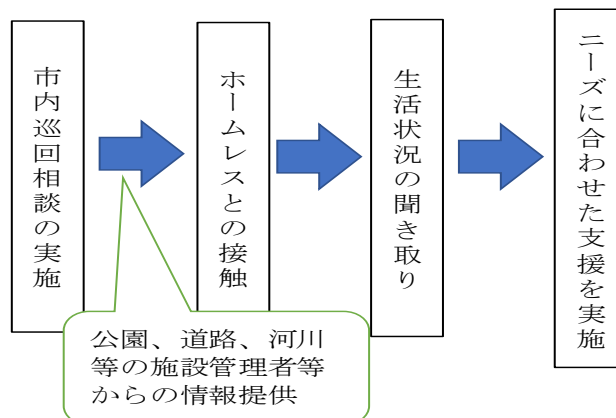 市内巡回相談の実施
ホームレスとの接触
生活状況の聞き取り
ニーズに合わせた支援を実施
公園、道路、河川
等の施設管理者等
からの情報提供